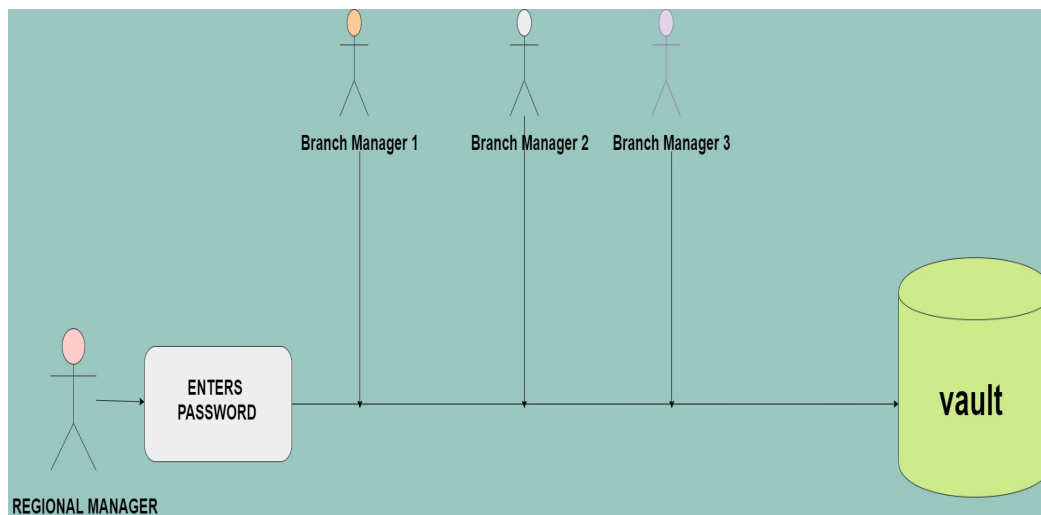 Branch Manager 1
Branch Manager 2
Branch Manager 3
ENTERS
PASSWORD
vault
REGIONAL MANAGER